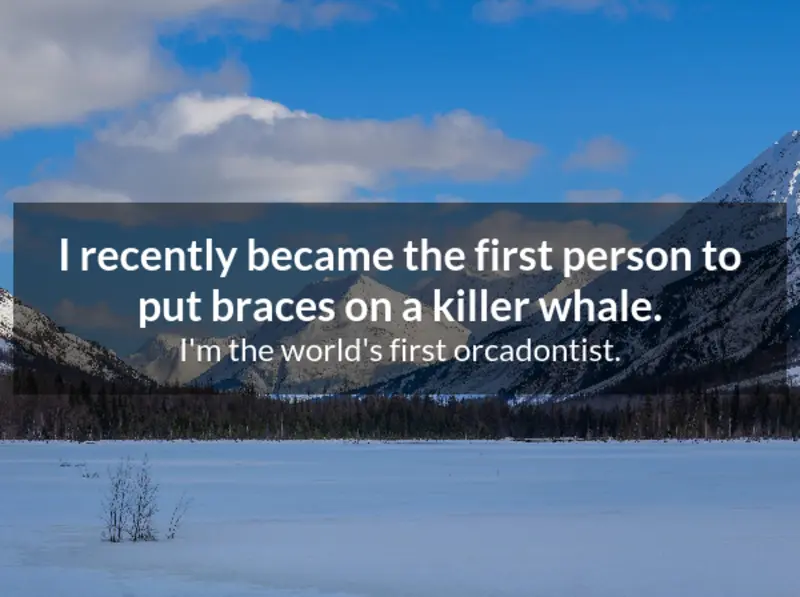 I recently became the first person to
put braces on a killer whale.
I'm the world's first orcadontist.